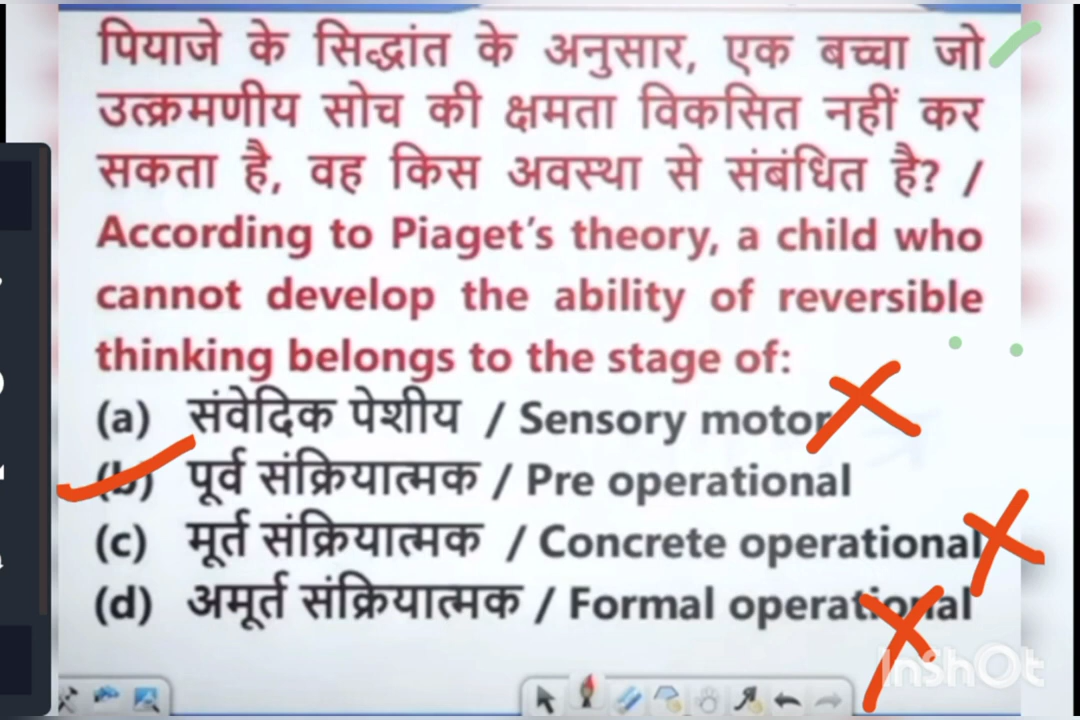 पियाजे के सिद्धांत के अनुसार, एक बच्चा जो
उत्क्रमणीय सोच की क्षमता विकसित नहीं कर
सकता है, वह किस अवस्था से संबंधित है? /
According to Piaget's theory, a child who
cannot develop the ability of reversible
thinking belongs to the stage of:
(a) संवेदिक पेशीय / Sensory motor
(b) पूर्व संक्रियात्मक / Pre operational
(c) मूर्त संक्रियात्मक / Concrete operational
(d) अमूर्त संक्रियात्मक / Formal operational
InShOt